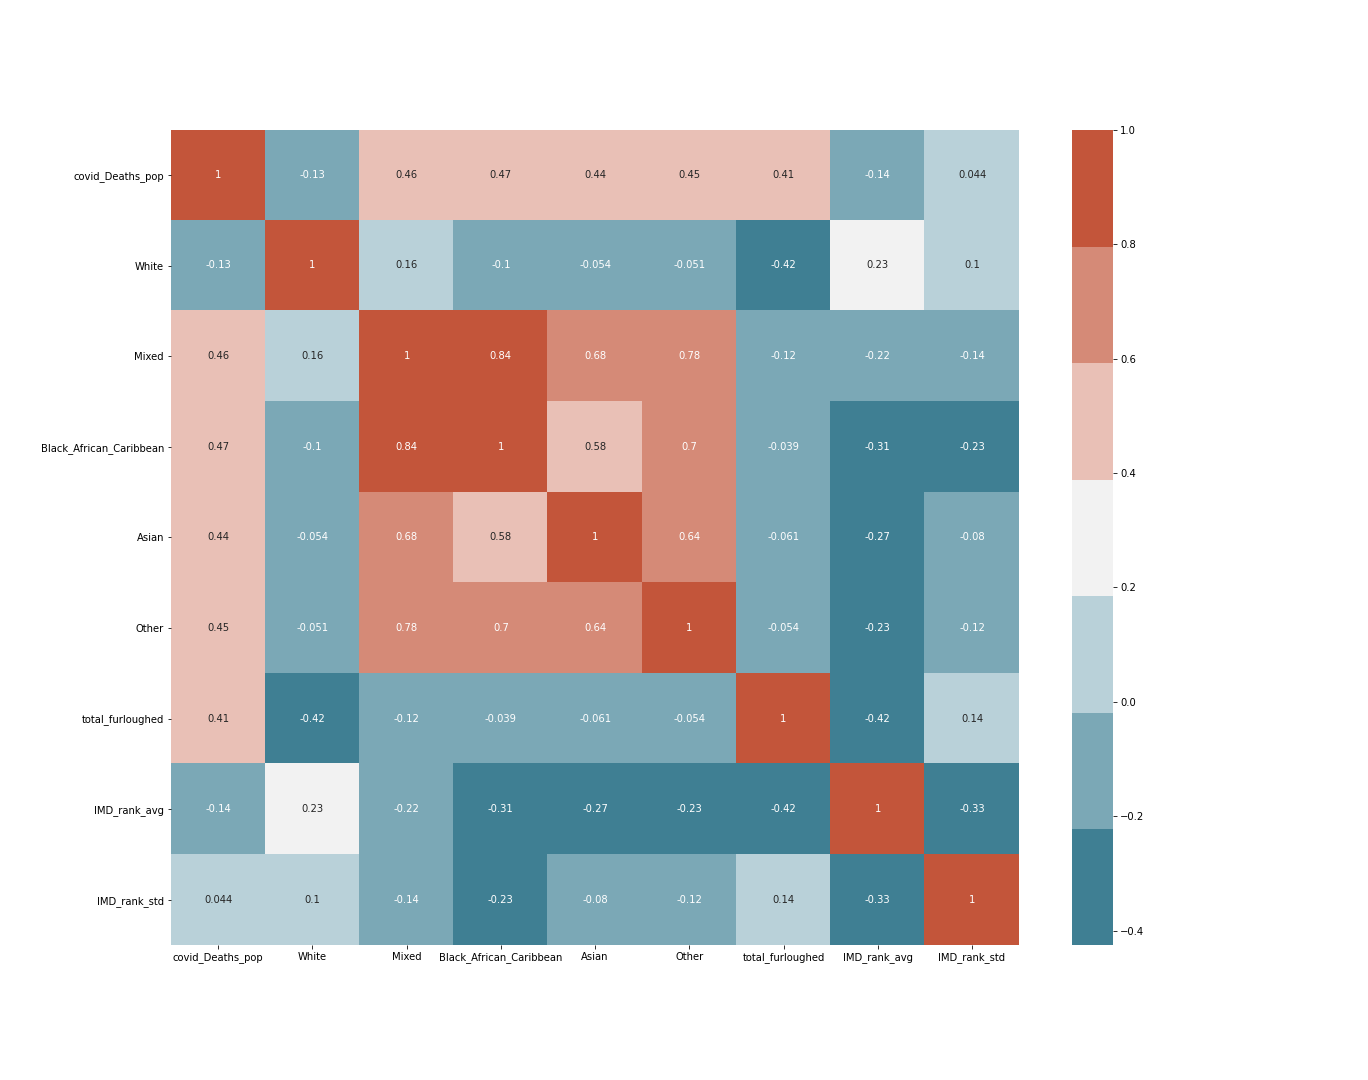 covid_Deaths_pop 1 -0.13 0.46 0.47 0.44 0.45 0.41 -0.14 0.044
White -0.13 1 0.16 -0.1 -0.054 -0.051 -0.42 0.23 0.1
Mixed 0.46 0.16 1 0.84 0.68 0.78 -0.12 -0.22 -0.14
Black_African_Caribbean 0.47 -0.1 0.84 1 0.58 0.7 -0.039 -0.31 -0.23
Asian 0.44 -0.054 0.68 0.58 1 0.64 -0.061 -0.27 -0.08
Other 0.45 -0.051 0.78 0.7 0.64 1 -0.054 -0.23 -0.12
total_furloughed 0.41 -0.42 -0.12 -0.039 -0.061 -0.054 1 -0.42 0.14
IMD_rank_avg -0.14 0.23 -0.22 -0.31 -0.27 -0.23 -0.42 1 -0.33
IMD_rank_std 0.044 0.1 -0.14 -0.23 -0.08 -0.12 0.14 -0.33 1
covid_Deaths_pop White Mixed Black_African_Caribbean Asian Other total_furloughed IMD_rank_avg IMD_rank_std
1.0
0.8
0.6
0.4
0.2
0.0
−0.2
−0.4